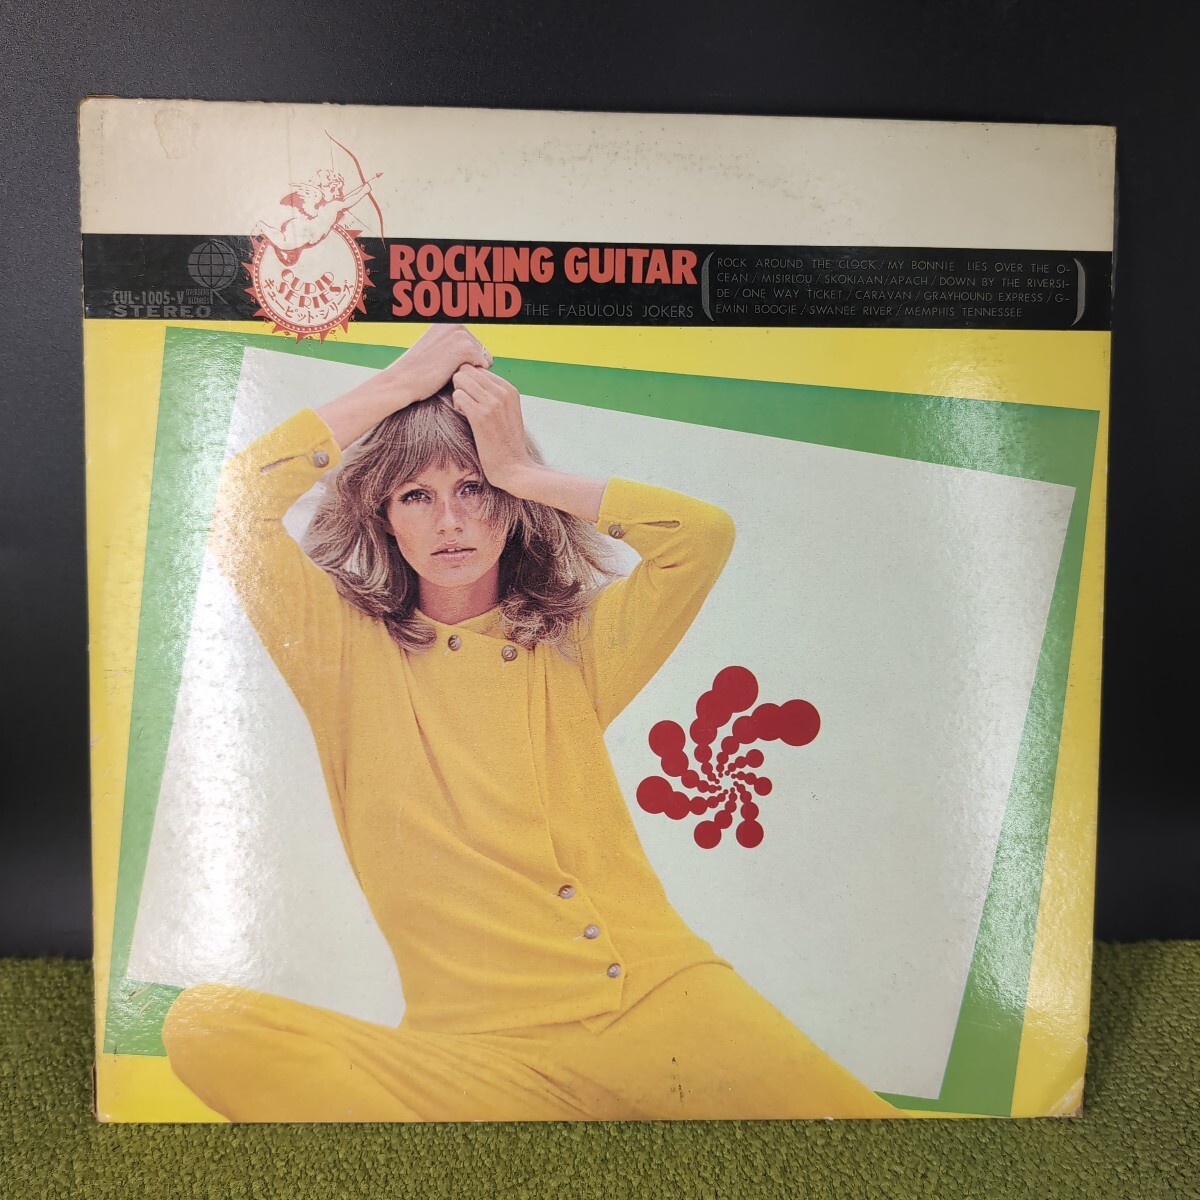 CUPID
SERIES
キューピット・シリーズ
OVERSEAS
RECORDS
CUL-1005-V
STEREO
ROCKING GUITAR
SOUND
THE FABULOUS JOKERS
ROCK AROUND THE CLOCK/MY BONNIE LIES OVER THE O-
CEAN/MISIRLOU/SKOKIAAN/APACH/DOWN BY THE RIVERSI-
DE/ONE WAY TICKET/CARAVAN/GRAYHOUND EXPRESS/G-
EMINI BOOGIE/SWANEE RIVER/MEMPHIS TENNESSEE